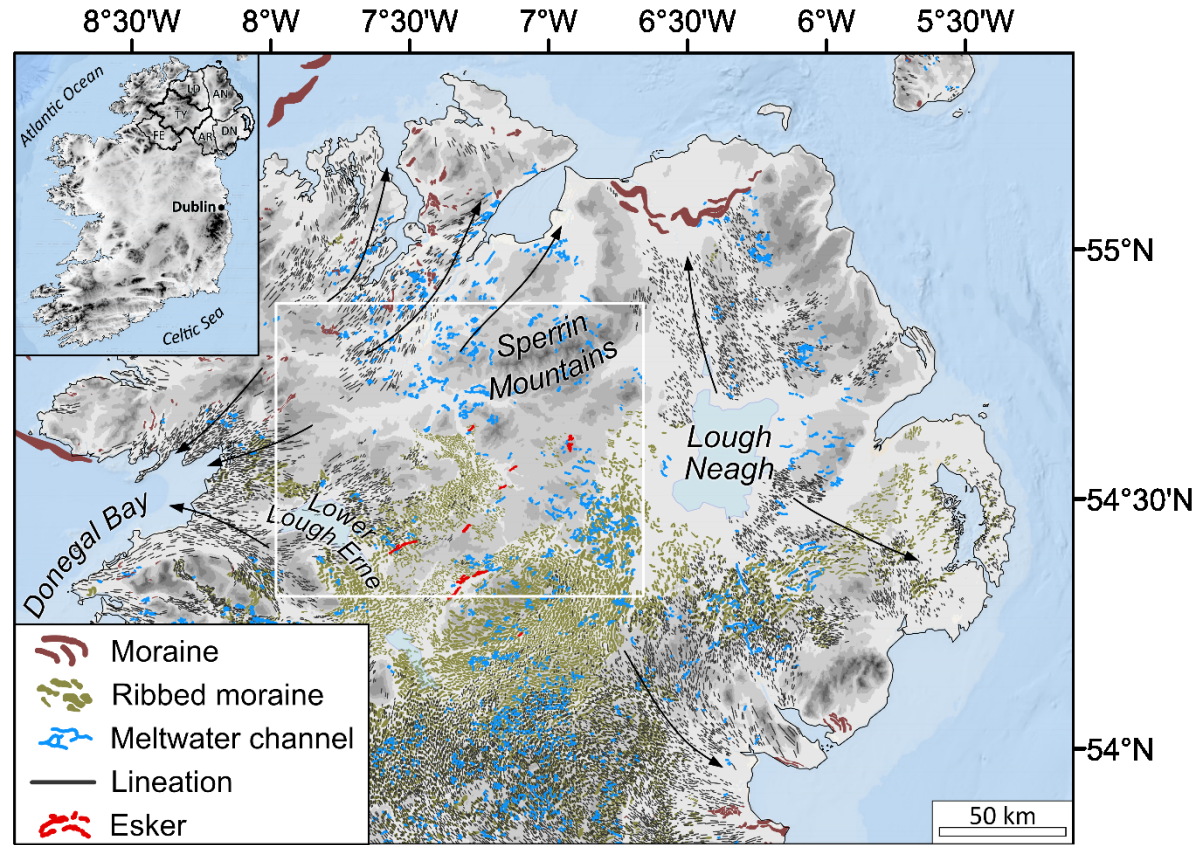 8°30'W 8°W 7°30'W 7°W 6°30'W 6°W 5°30'W
Atlantic Ocean
LD
AN
TY
FE
AR
DN
Dublin
Celtic Sea
55°N
54°30'N
54°N
Sperrin
Mountains
Lough
Neagh
Lower
Lough Erne
Donegal Bay
Moraine
Ribbed moraine
Meltwater channel
Lineation
Esker
50 km